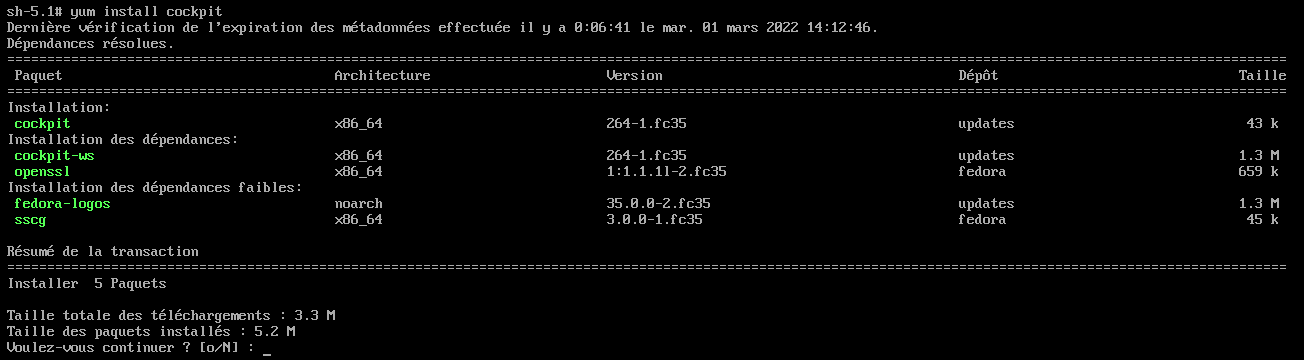 sh-5.1# yum install cockpit
Dernière vérification de l'expiration des métadonnées effectuée il y a 0:06:41 le mar. 01 mars 2022 14:12:46.
Dépendances résolues.
================================================================================================================================================================
Paquet Architecture Version Dépôt Taille
================================================================================================================================================================
Installation:
cockpit x86_64 264-1.fc35 updates 43 k
Installation des dépendances:
cockpit-ws x86_64 264-1.fc35 updates 1.3 M
openssl x86_64 1:1.1.1l-2.fc35 fedora 659 k
Installation des dépendances faibles:
fedora-logos noarch 35.0.0-2.fc35 updates 1.3 M
sscg x86_64 3.0.0-1.fc35 fedora 45 k
Résumé de la transaction
================================================================================================================================================================
Installer 5 Paquets
Taille totale des téléchargements : 3.3 M
Taille des paquets installés : 5.2 M
Voulez-vous continuer ? [o/N] : _